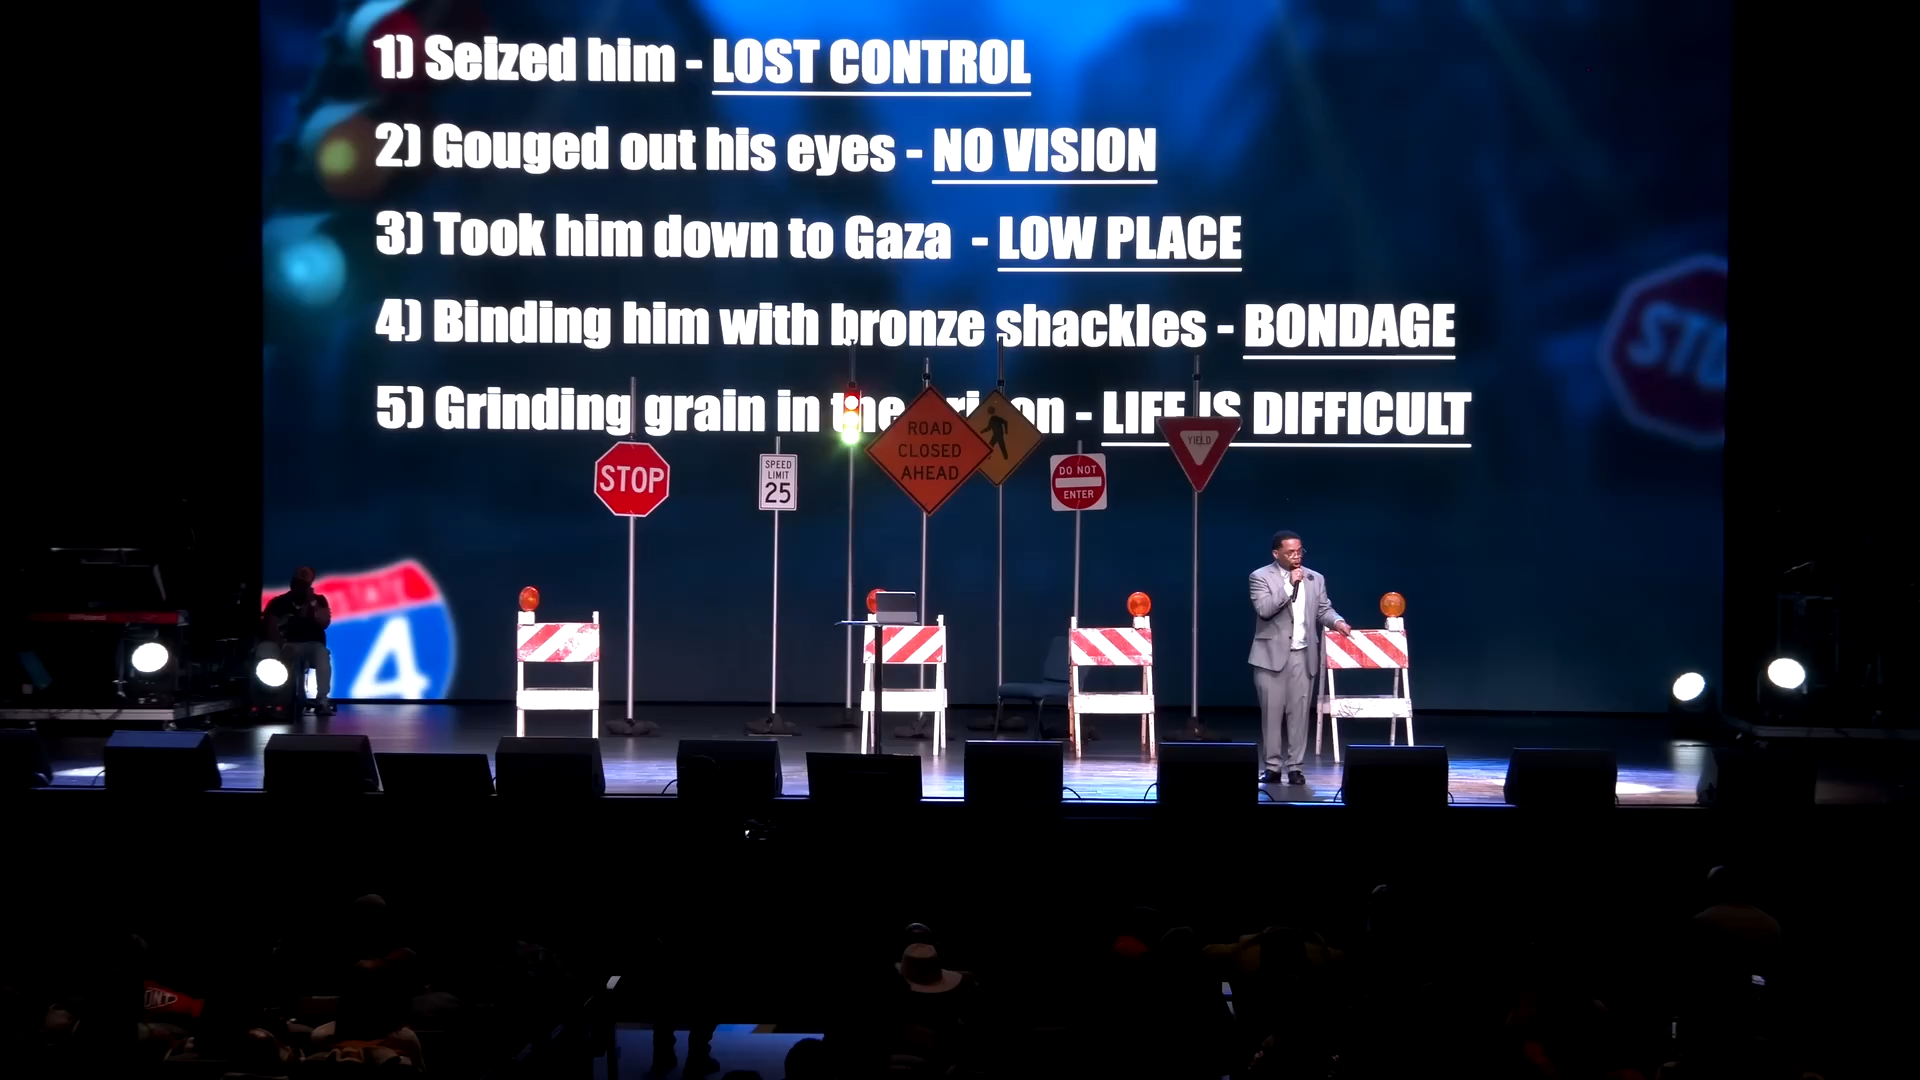 1) Seized him - LOST CONTROL
2) Gouged out his eyes - NO VISION
3) Took him down to Gaza - LOW PLACE
4) Binding him with bronze shackles - BONDAGE
5) Grinding grain in the - LIFE IS DIFFICULT
STOP
SPEED
LIMIT
25
ROAD
CLOSED
AHEAD
DO NOT
ENTER
YIELD
4